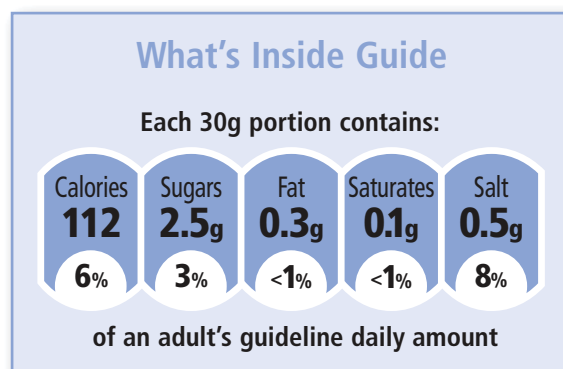 What's Inside Guide
Each 30g portion contains:
Calories Sugars Fat Saturates Salt
112 2.5g 0.3g 0.1g 0.5g
6% 3% <1% <1% 8%
of an adult's guideline daily amount